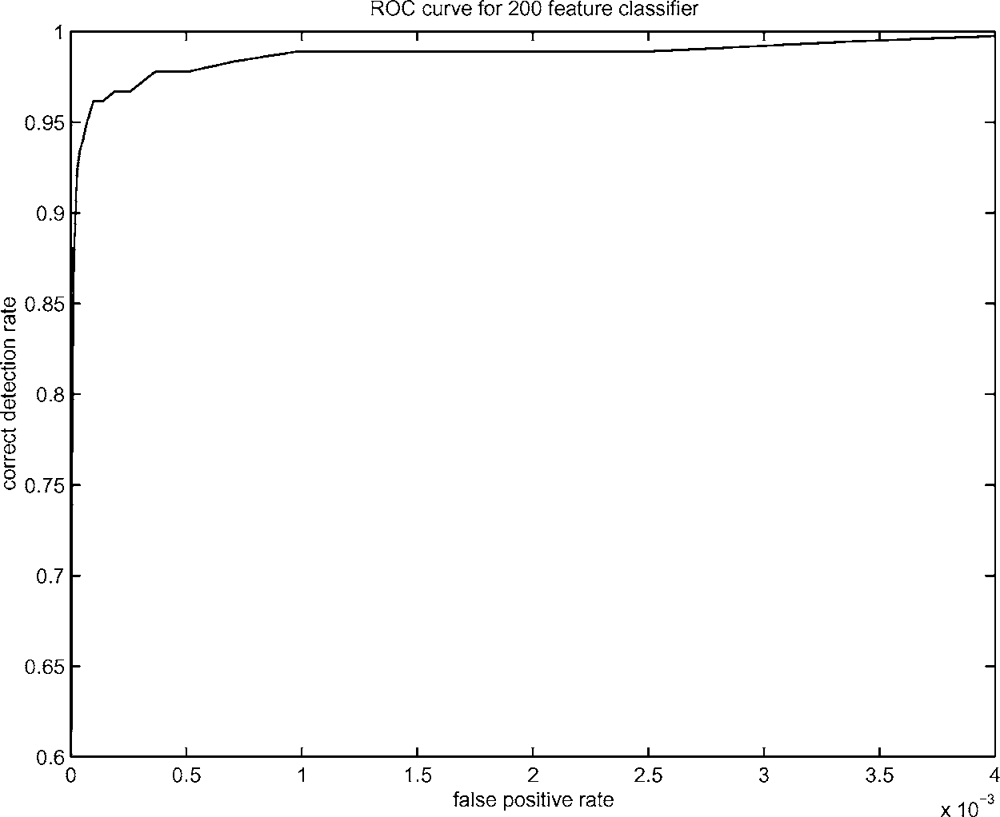 ROC curve for 200 feature classifier
1
0.95
0.9
0.85
0.8
0.75
0.7
0.65
0.6
correct detection rate
0 0.5 1 1.5 2 2.5 3 3.5 4
false positive rate
x 10⁻³